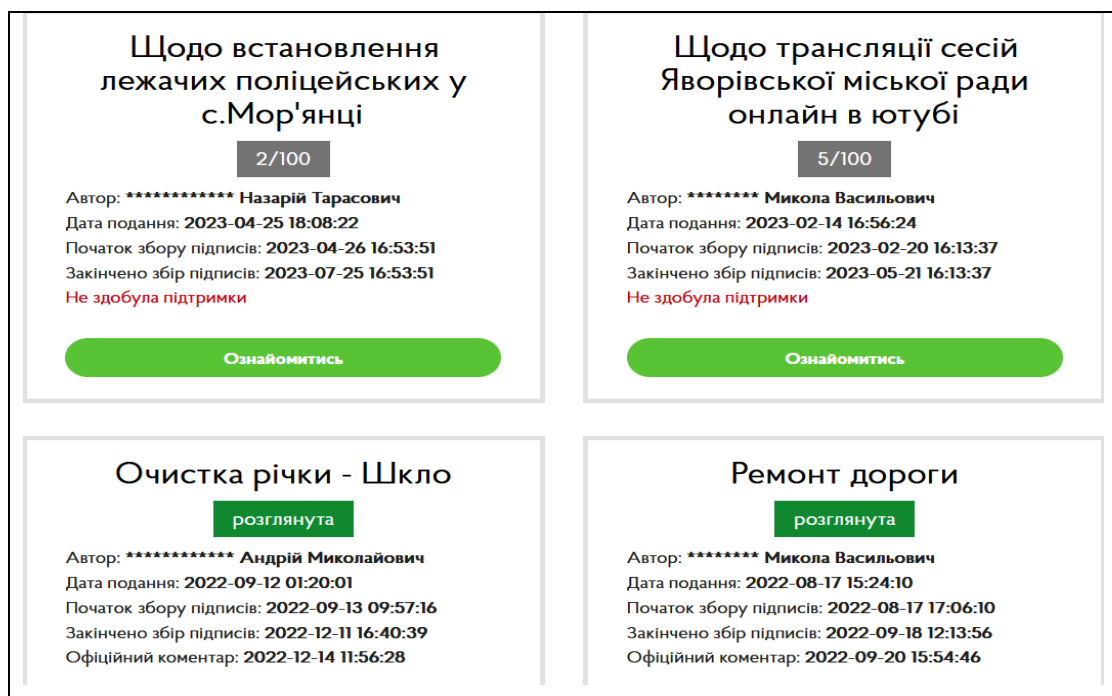 Щодо встановлення
лежачих поліцейських у
с.Мор'янці
2/100
Автор: ************ Назарій Тарасович
Дата подання: 2023-04-25 18:08:22
Початок збору підписів: 2023-04-26 16:53:51
Закінчено збір підписів: 2023-07-25 16:53:51
Не здобула підтримки
Ознайомитись
Щодо трансляції сесій
Яворівської міської ради
онлайн в ютубі
5/100
Автор: ******** Микола Васильович
Дата подання: 2023-02-14 16:56:24
Початок збору підписів: 2023-02-20 16:13:37
Закінчено збір підписів: 2023-05-21 16:13:37
Не здобула підтримки
Ознайомитись
Очистка річки - Шкло
розглянута
Автор: ************ Андрій Миколайович
Дата подання: 2022-09-12 01:20:01
Початок збору підписів: 2022-09-13 09:57:16
Закінчено збір підписів: 2022-12-11 16:40:39
Офіційний коментар: 2022-12-14 11:56:28
Ремонт дороги
розглянута
Автор: ******** Микола Васильович
Дата подання: 2022-08-17 15:24:10
Початок збору підписів: 2022-08-17 17:06:10
Закінчено збір підписів: 2022-09-18 12:13:56
Офіційний коментар: 2022-09-20 15:54:46